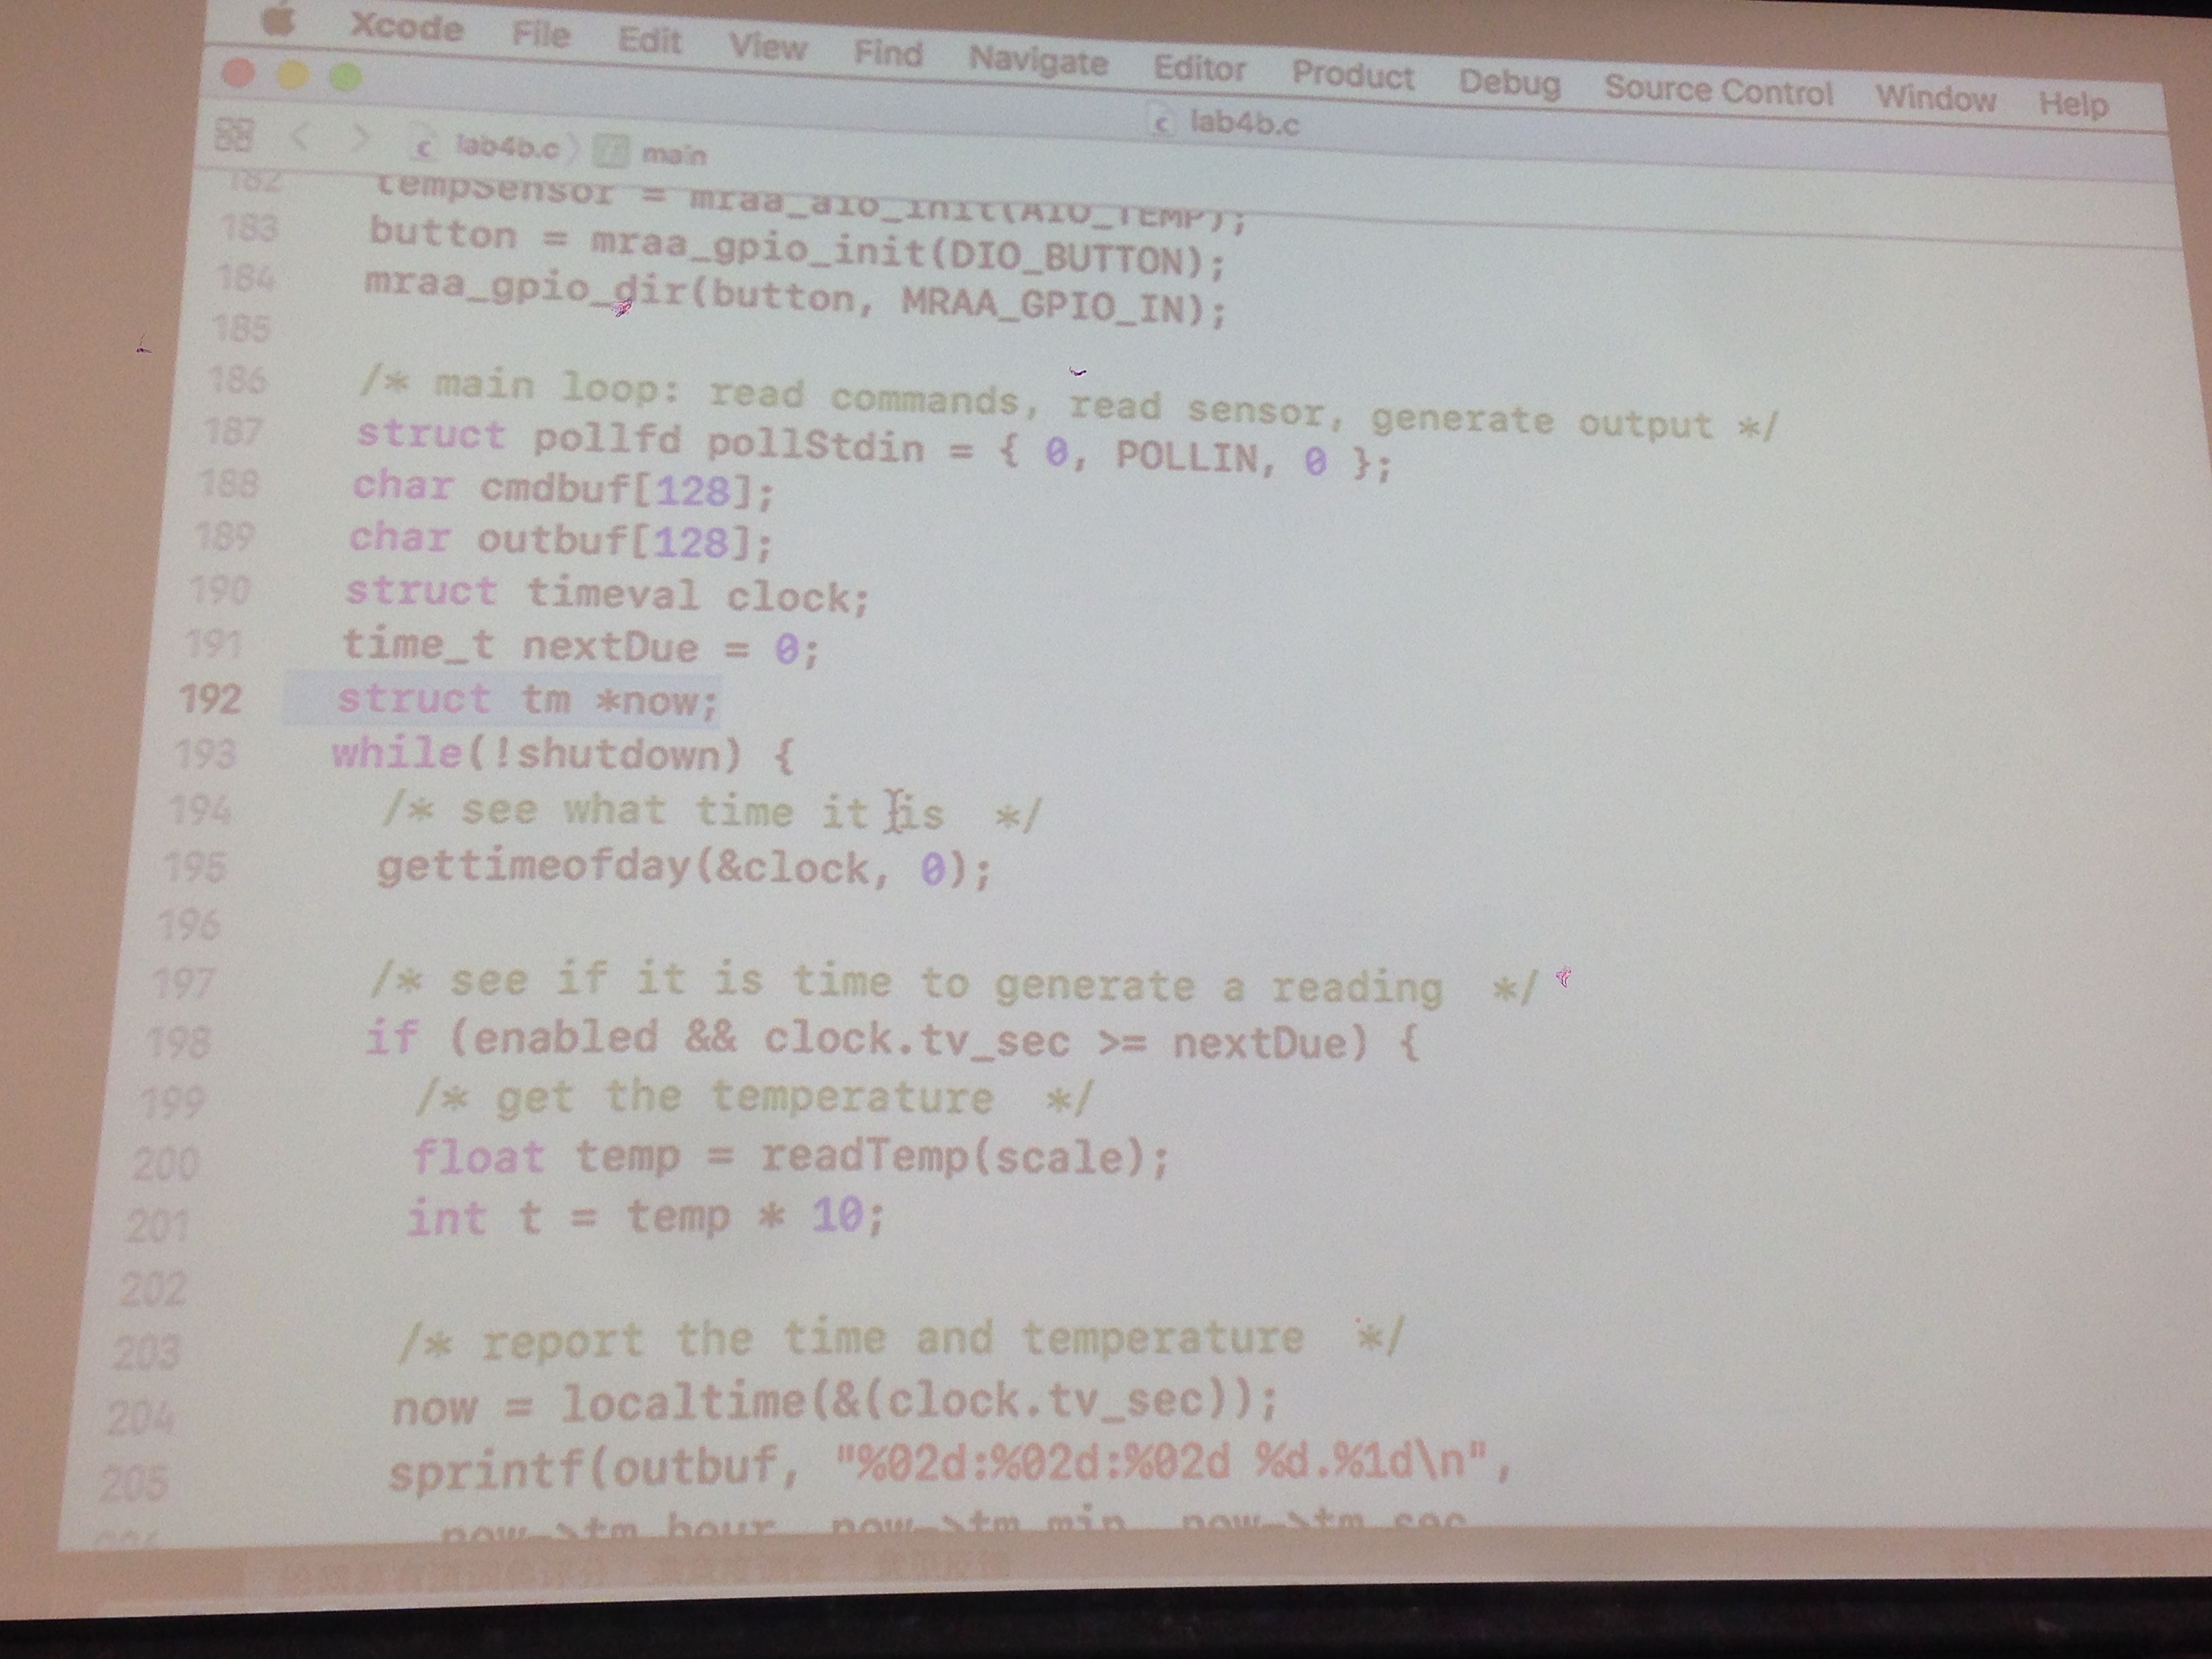 Xcode File Edit View Find Navigate Editor Product Debug Source Control Window Help
lab4b.c
lab4b.c main
182 tempSensor = mraa_aio_init(AIO_TEMP);
183 button = mraa_gpio_init(DIO_BUTTON);
184 mraa_gpio_dir(button, MRAA_GPIO_IN);
185
186 /* main loop: read commands, read sensor, generate output */
187 struct pollfd pollStdin = { 0, POLLIN, 0 };
188 char cmdbuf[128];
189 char outbuf[128];
190 struct timeval clock;
191 time_t nextDue = 0;
192 struct tm *now;
193 while(!shutdown) {
194 /* see what time it is */
195 gettimeofday(&clock, 0);
196
197 /* see if it is time to generate a reading */
198 if (enabled && clock.tv_sec >= nextDue) {
199 /* get the temperature */
200 float temp = readTemp(scale);
201 int t = temp * 10;
202
203 /* report the time and temperature */
204 now = localtime(&(clock.tv_sec));
205 sprintf(outbuf, "%02d:%02d:%02d %d.%1d\n",
now->tm_hour, now->tm_min, now->tm_sec